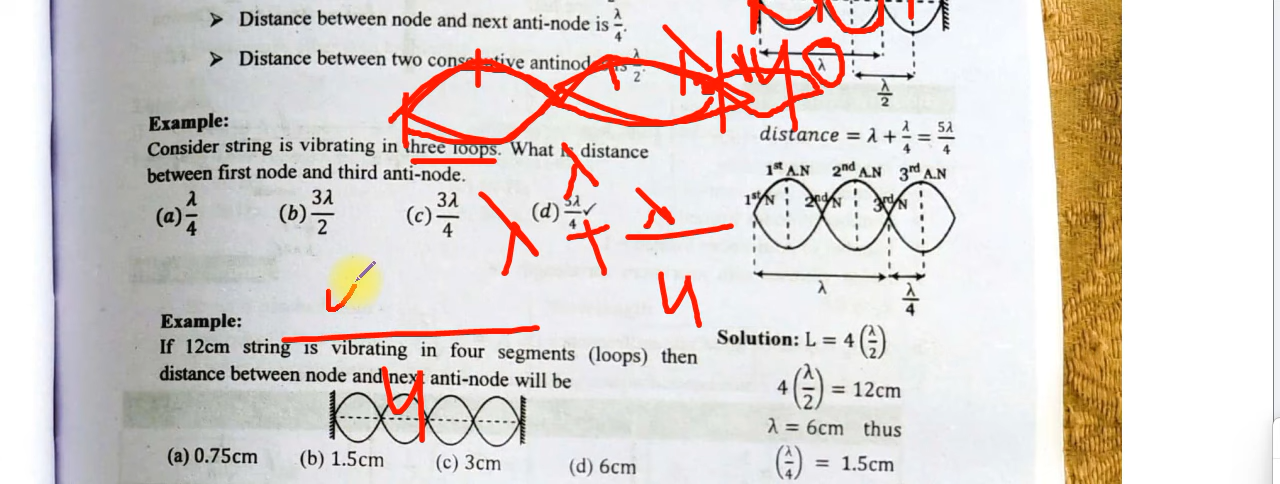 ➤ Distance between node and next anti-node is λ/4.
➤ Distance between two consecutive antinod is λ/2.
λ
λ/2
Example:
Consider string is vibrating in three loops. What is distance
between first node and third anti-node.
(a) λ/4 (b) 3λ/2 (c) 3λ/4 (d) 5λ/4 ✓
distance = λ + λ/4 = 5λ/4
1st A.N 2nd A.N 3rd A.N
1st N 2nd N 3rd N
λ
λ/4
λ
λ + λ/4
4
Example:
If 12cm string is vibrating in four segments (loops) then
distance between node and next anti-node will be
(a) 0.75cm (b) 1.5cm (c) 3cm (d) 6cm
Solution: L = 4(λ/2)
4(λ/2) = 12cm
λ = 6cm thus
(λ/4) = 1.5cm